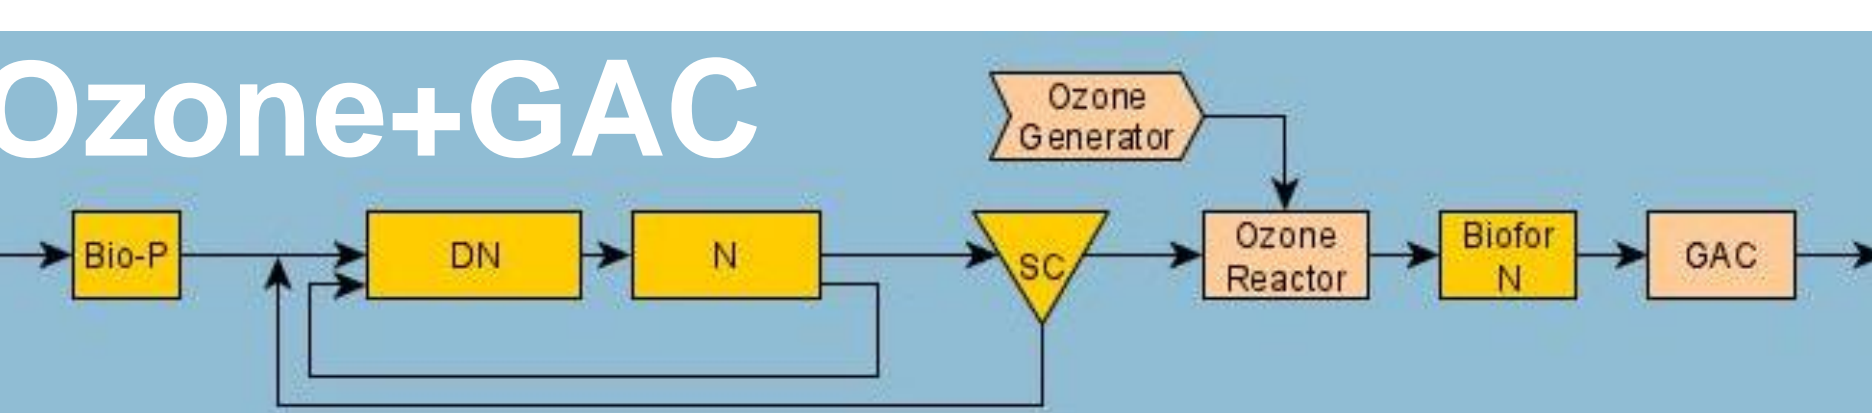 Ozone+GAC
Ozone
Generator
Bio-P
DN
N
SC
Ozone
Reactor
Biofor
N
GAC